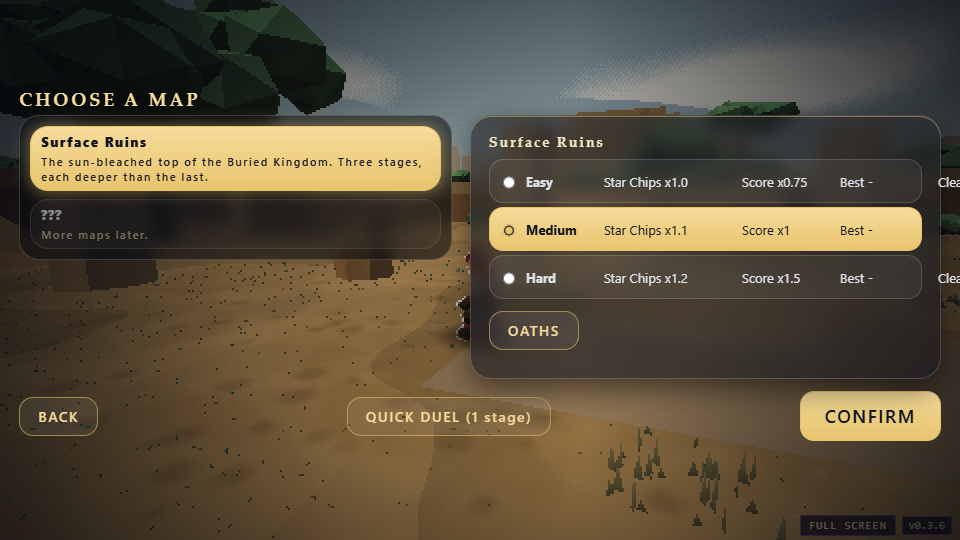 CHOOSE A MAP
Surface Ruins
The sun-bleached top of the Buried Kingdom. Three stages,
each deeper than the last.
???
More maps later.
Surface Ruins
Easy Star Chips x1.0 Score x0.75 Best -
Medium Star Chips x1.1 Score x1 Best -
Hard Star Chips x1.2 Score x1.5 Best -
OATHS
BACK
QUICK DUEL (1 stage)
CONFIRM
FULL SCREEN
v0.3.6